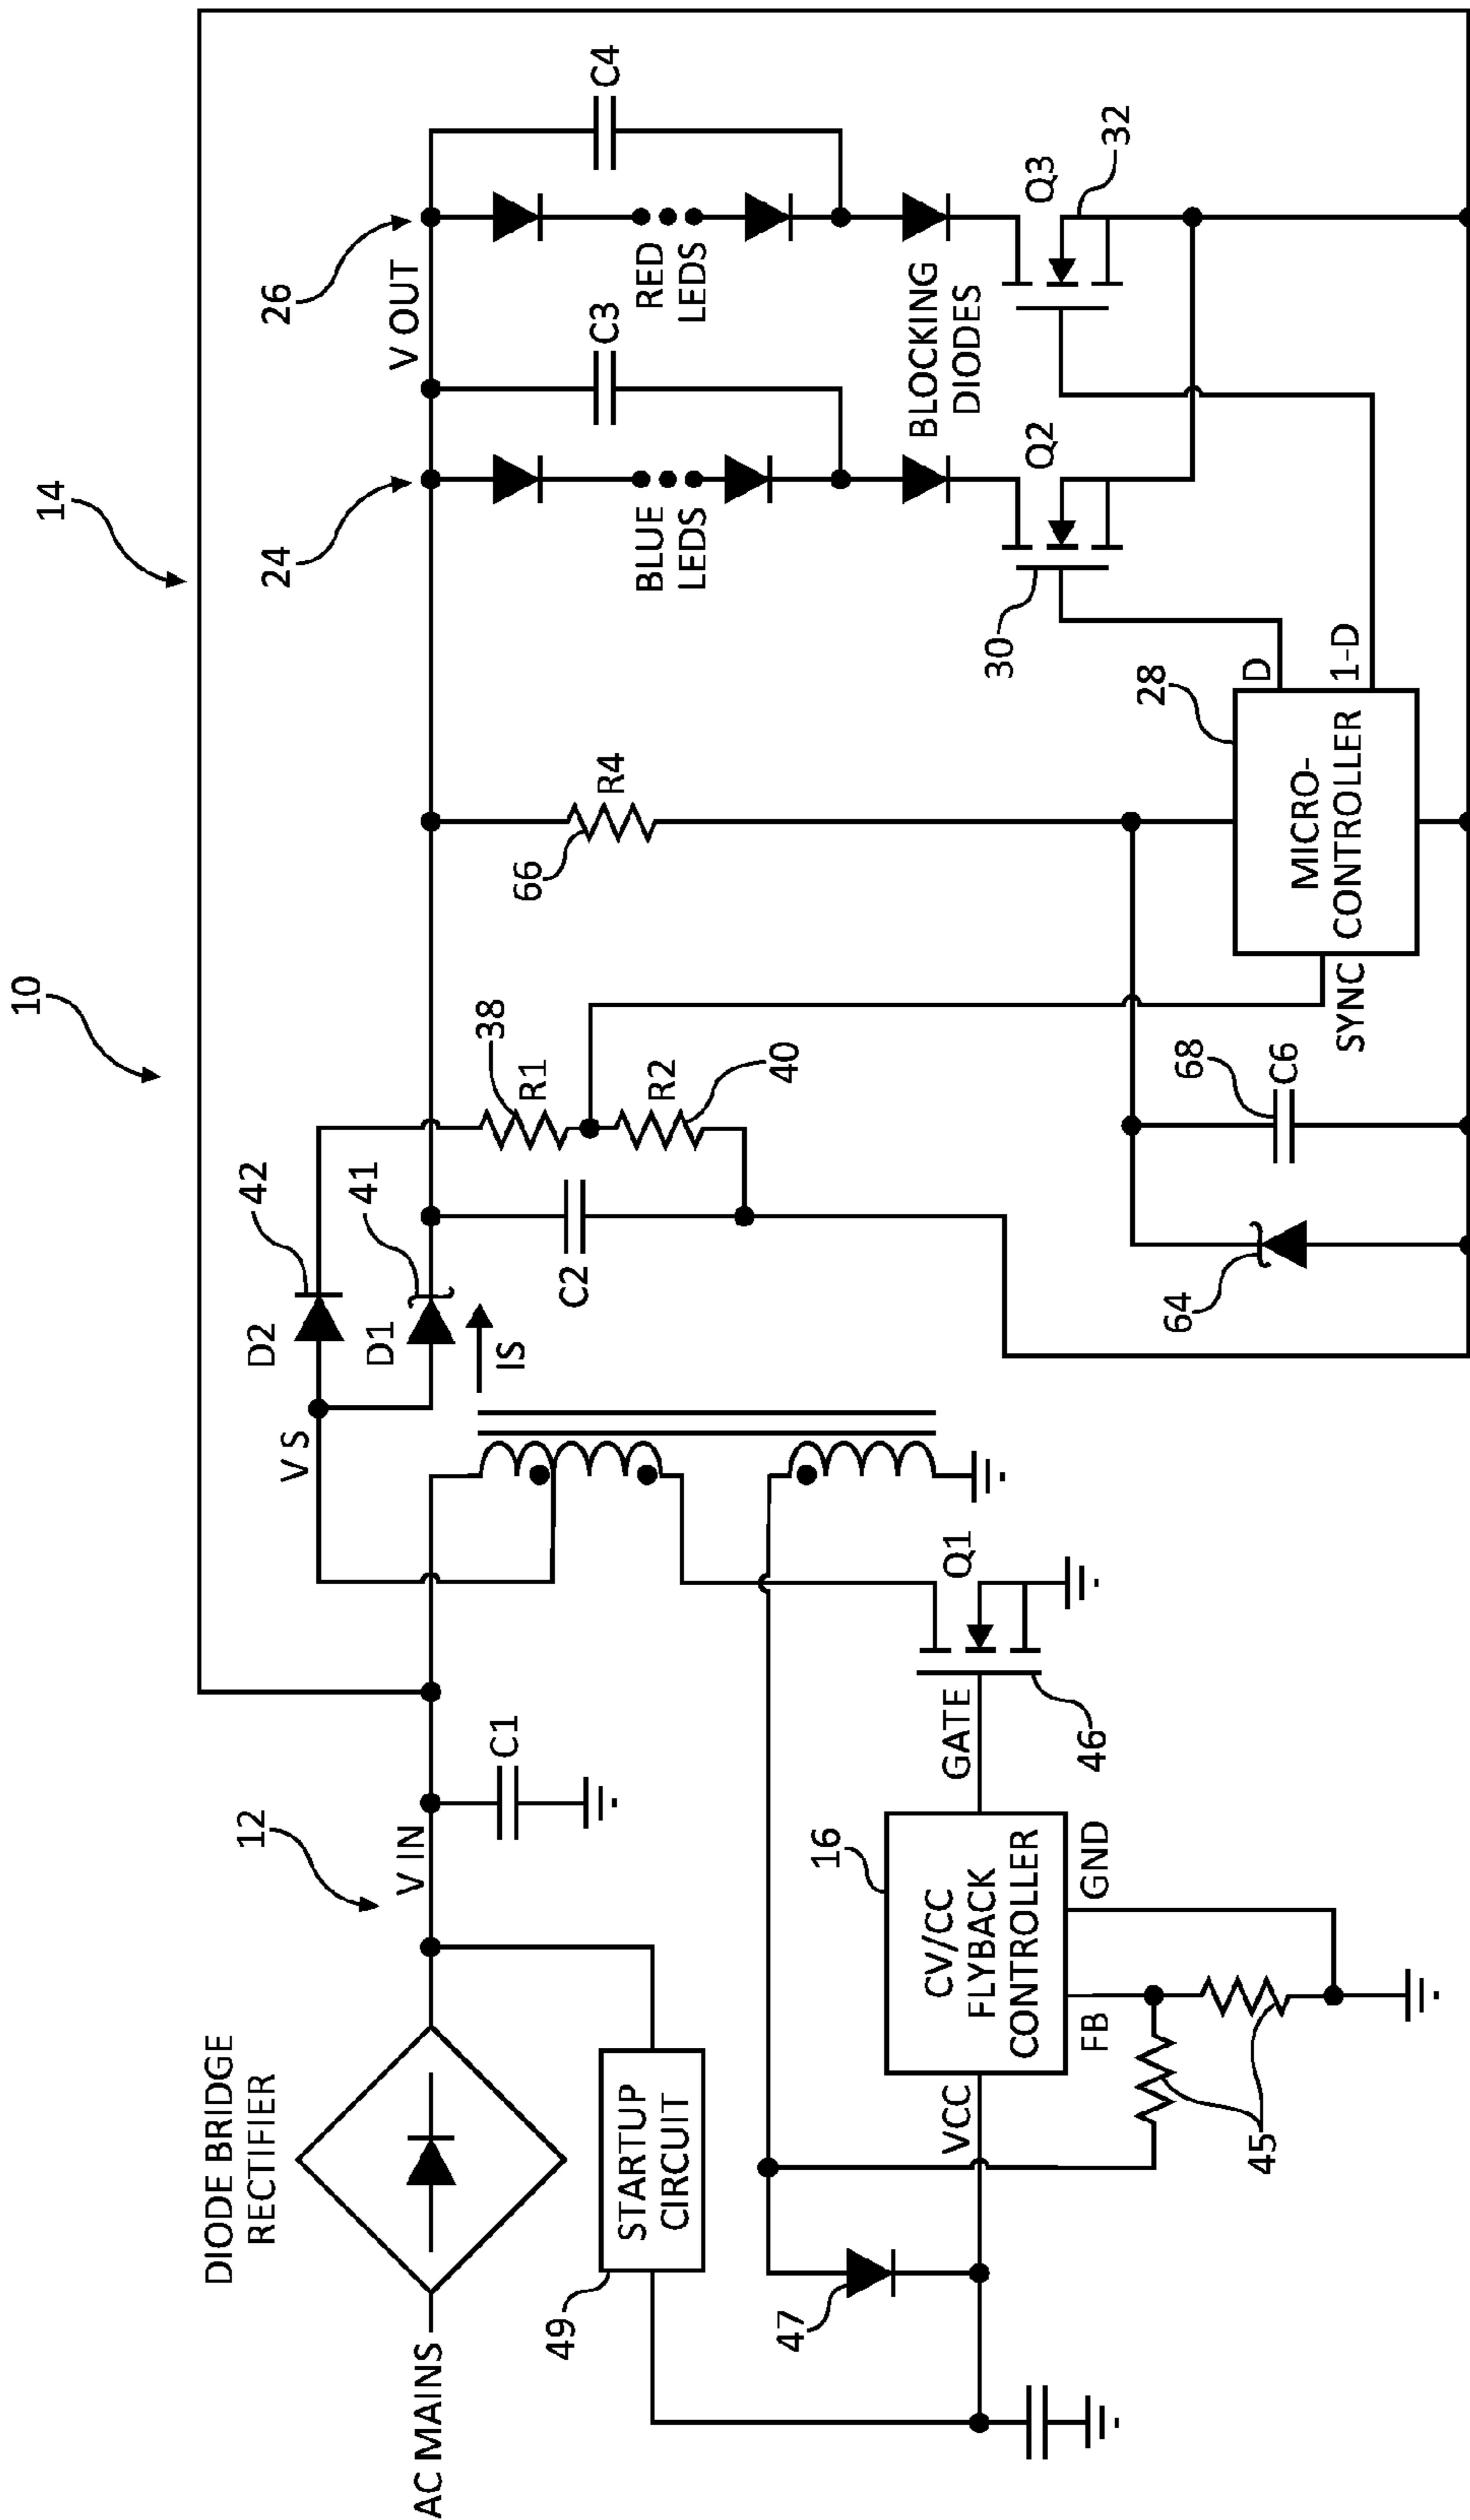 10
14
12
DIODE BRIDGE
RECTIFIER
AC MAINS
V IN
C1
V S
D2
42
D1
41
IS
C2
R1
38
R2
40
66
R4
V OUT
24
26
BLUE
LEDS
C3
RED
LEDS
C4
BLOCKING
DIODES
30
Q2
Q3
32
49
STARTUP
CIRCUIT
47
VCC
16
CV/CC
FLYBACK
CONTROLLER
GATE
Q1
46
FB
GND
45
64
68
C6
SYNC
28
MICRO-
CONTROLLER
D
1-D